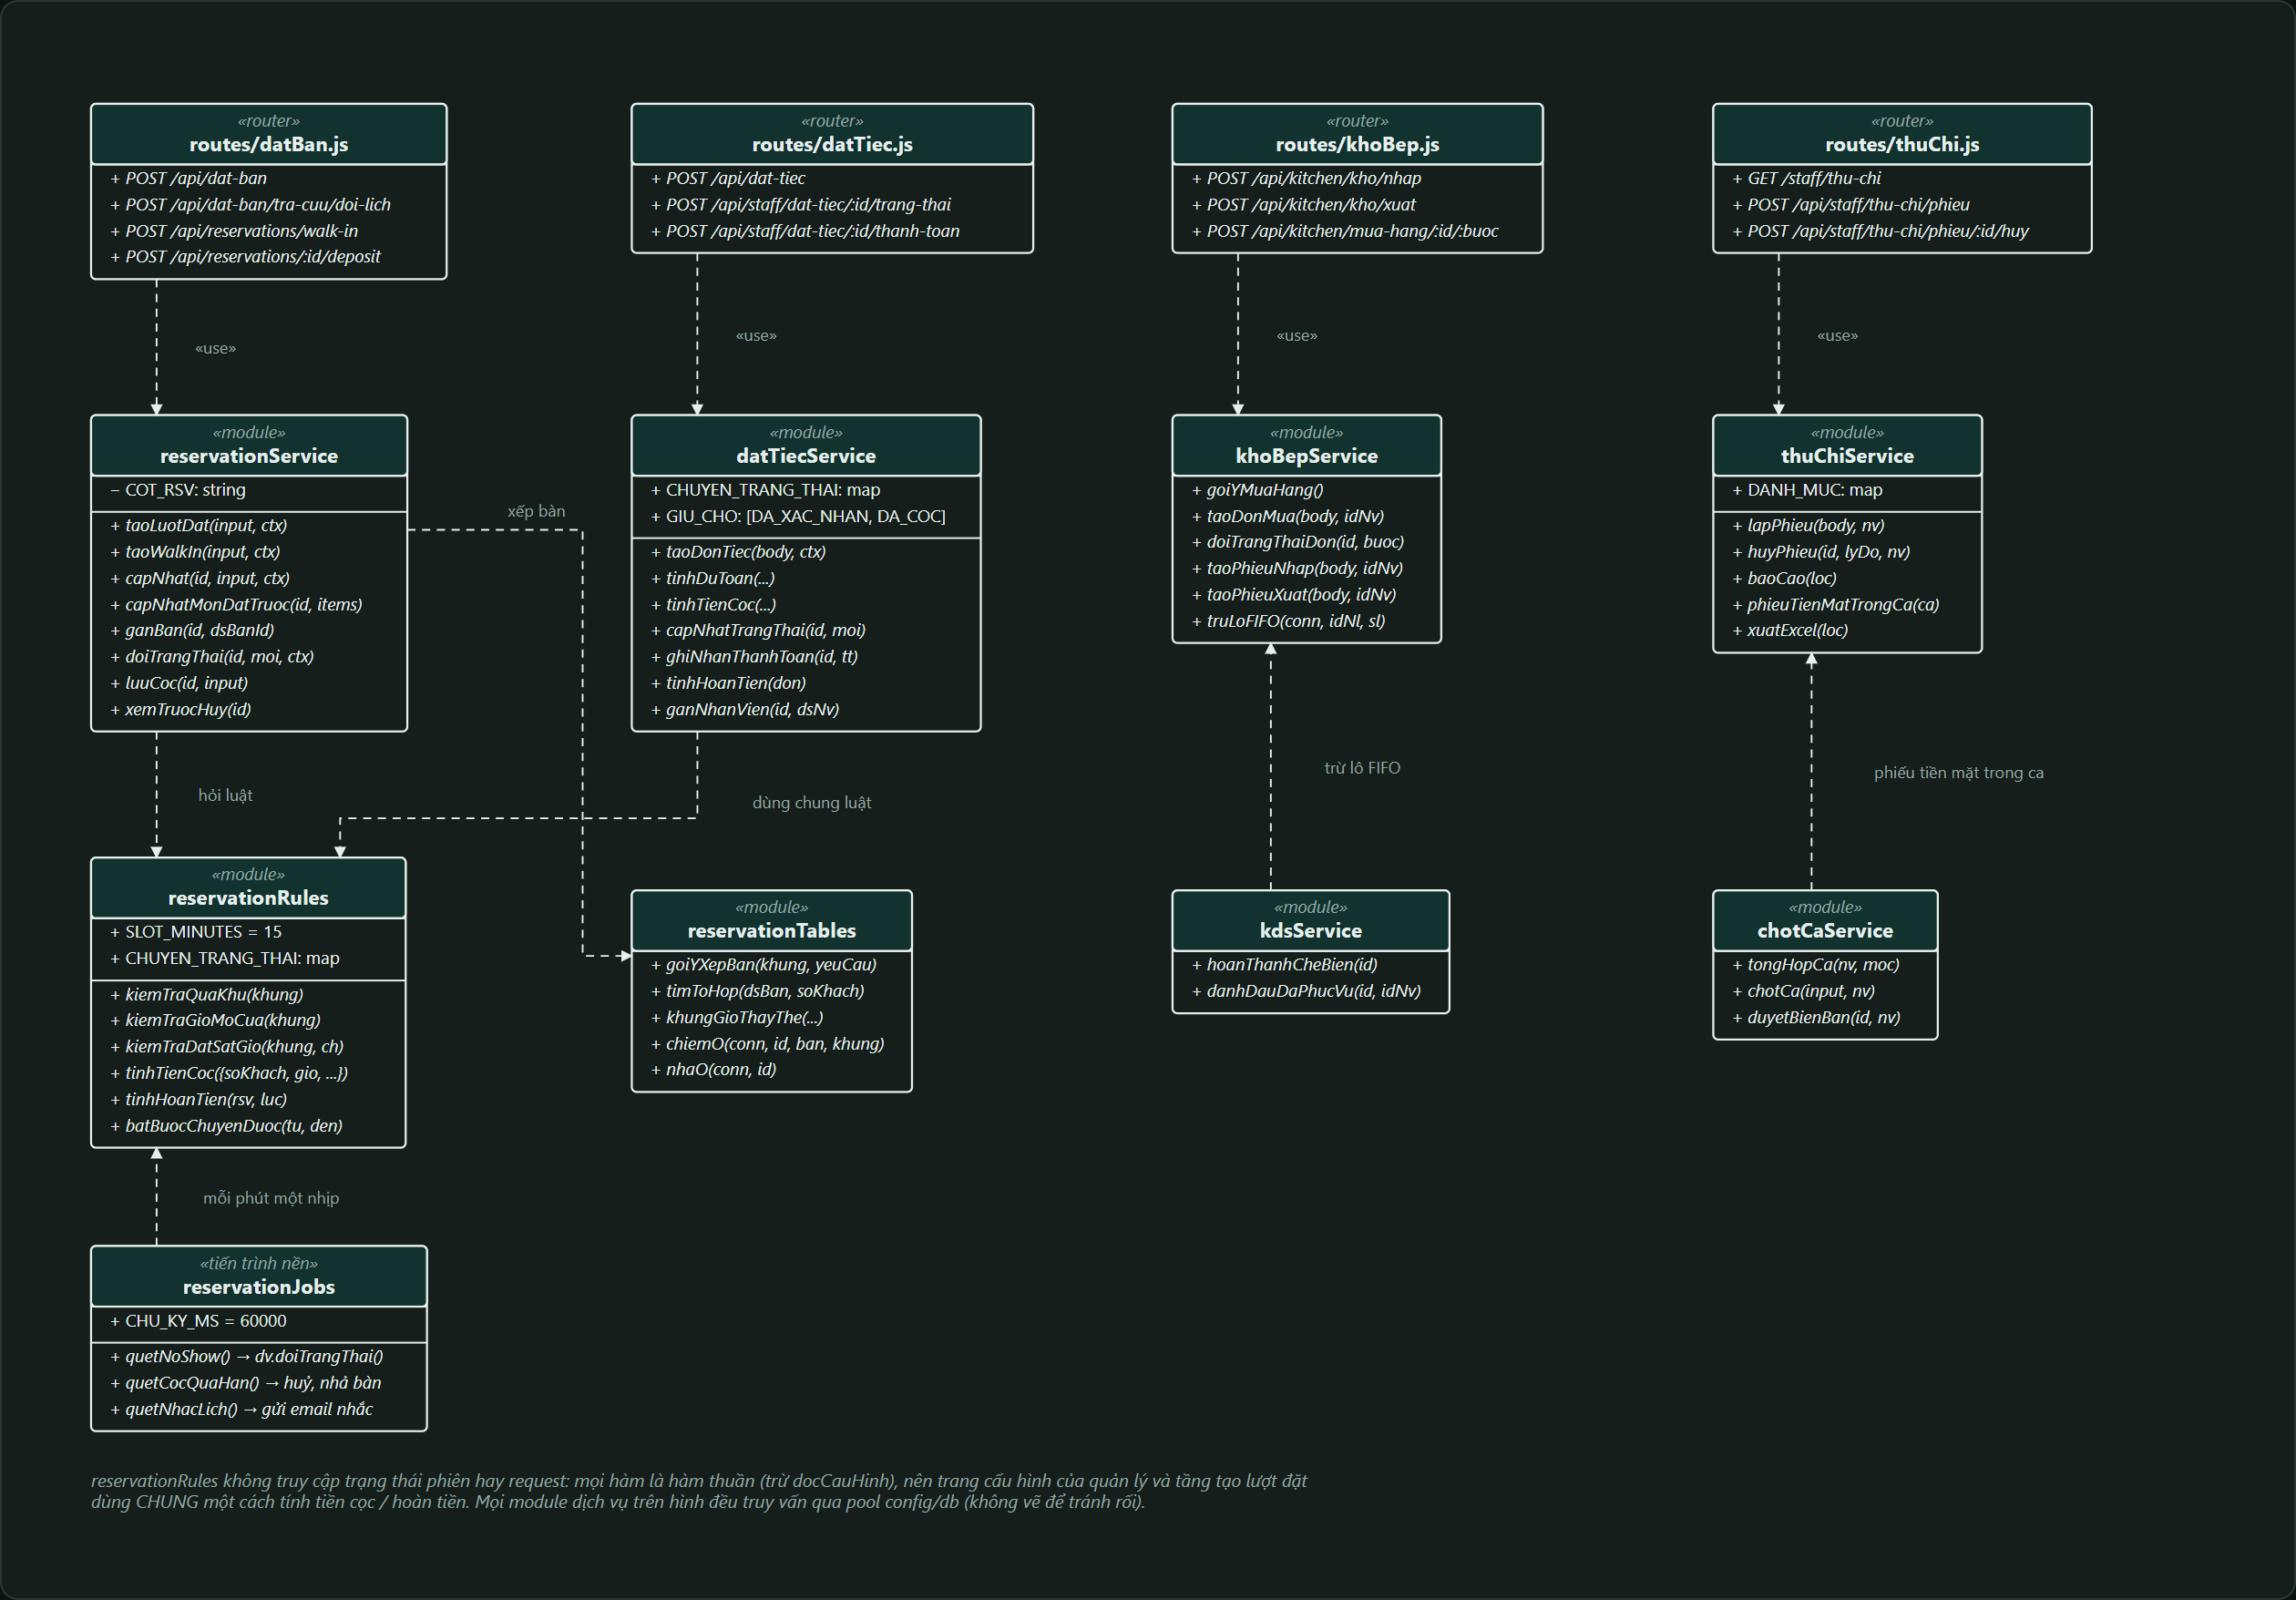 «router»
routes/datBan.js
+ POST /api/dat-ban
+ POST /api/dat-ban/tra-cuu/doi-lich
+ POST /api/reservations/walk-in
+ POST /api/reservations/:id/deposit
«router»
routes/datTiec.js
+ POST /api/dat-tiec
+ POST /api/staff/dat-tiec/:id/trang-thai
+ POST /api/staff/dat-tiec/:id/thanh-toan
«router»
routes/khoBep.js
+ POST /api/kitchen/kho/nhap
+ POST /api/kitchen/kho/xuat
+ POST /api/kitchen/mua-hang/:id/:buoc
«router»
routes/thuChi.js
+ GET /staff/thu-chi
+ POST /api/staff/thu-chi/phieu
+ POST /api/staff/thu-chi/phieu/:id/huy
«use»
«use»
«use»
«use»
«module»
reservationService
− COT_RSV: string
+ taoLuotDat(input, ctx)
+ taoWalkIn(input, ctx)
+ capNhat(id, input, ctx)
+ capNhatMonDatTruoc(id, items)
+ ganBan(id, dsBanId)
+ doiTrangThai(id, moi, ctx)
+ luuCoc(id, input)
+ xemTruocHuy(id)
xếp bàn
«module»
datTiecService
+ CHUYEN_TRANG_THAI: map
+ GIU_CHO: [DA_XAC_NHAN, DA_COC]
+ taoDonTiec(body, ctx)
+ tinhDuToan(...)
+ tinhTienCoc(...)
+ capNhatTrangThai(id, moi)
+ ghiNhanThanhToan(id, tt)
+ tinhHoanTien(don)
+ ganNhanVien(id, dsNv)
«module»
khoBepService
+ goiYMuaHang()
+ taoDonMua(body, idNv)
+ doiTrangThaiDon(id, buoc)
+ taoPhieuNhap(body, idNv)
+ taoPhieuXuat(body, idNv)
+ truLoFIFO(conn, idNl, sl)
«module»
thuChiService
+ DANH_MUC: map
+ lapPhieu(body, nv)
+ huyPhieu(id, lyDo, nv)
+ baoCao(loc)
+ phieuTienMatTrongCa(ca)
+ xuatExcel(loc)
hỏi luật
dùng chung luật
trừ lô FIFO
phiếu tiền mặt trong ca
«module»
reservationRules
+ SLOT_MINUTES = 15
+ CHUYEN_TRANG_THAI: map
+ kiemTraQuaKhu(khung)
+ kiemTraGioMoCua(khung)
+ kiemTraDatSatGio(khung, ch)
+ tinhTienCoc({soKhach, gio, ...})
+ tinhHoanTien(rsv, luc)
+ batBuocChuyenDuoc(tu, den)
«module»
reservationTables
+ goiYXepBan(khung, yeuCau)
+ timToHop(dsBan, soKhach)
+ khungGioThayThe(...)
+ chiemO(conn, id, ban, khung)
+ nhaO(conn, id)
«module»
kdsService
+ hoanThanhCheBien(id)
+ danhDauDaPhucVu(id, idNv)
«module»
chotCaService
+ tongHopCa(nv, moc)
+ chotCa(input, nv)
+ duyetBienBan(id, nv)
mỗi phút một nhịp
«tiến trình nền»
reservationJobs
+ CHU_KY_MS = 60000
+ quetNoShow() → dv.doiTrangThai()
+ quetCocQuaHan() → huỷ, nhả bàn
+ quetNhacLich() → gửi email nhắc
reservationRules không truy cập trạng thái phiên hay request: mọi hàm là hàm thuần (trừ docCauHinh), nên trang cấu hình của quản lý và tầng tạo lượt đặt
dùng CHUNG một cách tính tiền cọc / hoàn tiền. Mọi module dịch vụ trên hình đều truy vấn qua pool config/db (không vẽ để tránh rối).